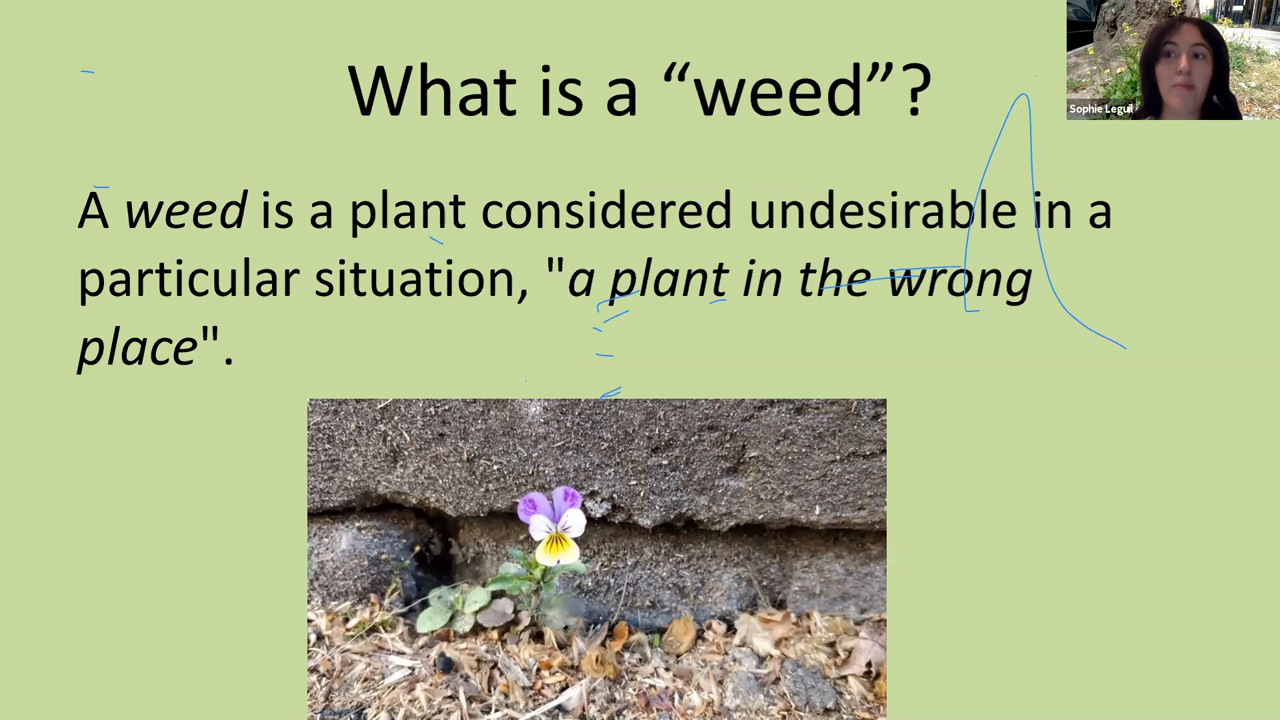 What is a “weed”?
Sophie Leguil
A weed is a plant considered undesirable in a
particular situation, "a plant in the wrong
place".